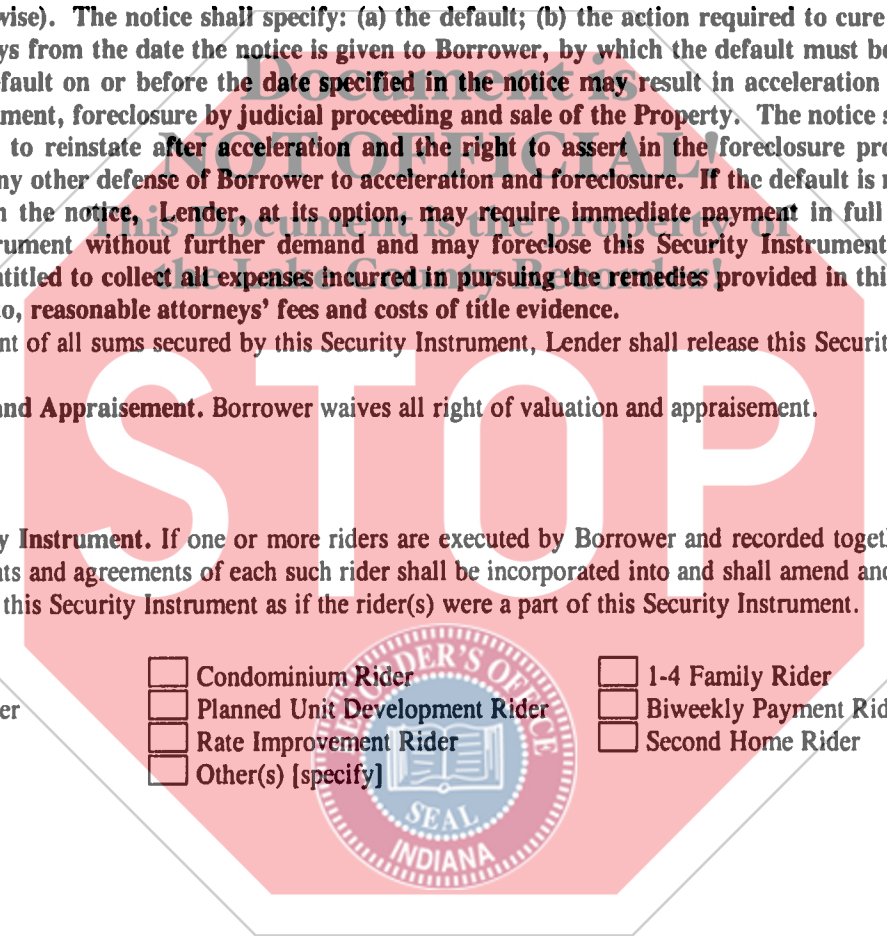 wise). The notice shall specify: (a) the default; (b) the action required to cure
ys from the date the notice is given to Borrower, by which the default must be
fault on or before the date specified in the notice may result in acceleration
ment, foreclosure by judicial proceeding and sale of the Property. The notice s
to reinstate after acceleration and the right to assert in the foreclosure pro
ny other defense of Borrower to acceleration and foreclosure. If the default is n
n the notice, Lender, at its option, may require immediate payment in full
rument without further demand and may foreclose this Security Instrument
ntitled to collect all expenses incurred in pursuing the remedies provided in thi
o, reasonable attorneys' fees and costs of title evidence.
nt of all sums secured by this Security Instrument, Lender shall release this Securit
and Appraisement. Borrower waives all right of valuation and appraisement.
y Instrument. If one or more riders are executed by Borrower and recorded togeth
nts and agreements of each such rider shall be incorporated into and shall amend and
this Security Instrument as if the rider(s) were a part of this Security Instrument.
Condominium Rider 1-4 Family Rider
er Planned Unit Development Rider Biweekly Payment Rid
Rate Improvement Rider Second Home Rider
Other(s) [specify]
Document is
NOT OFFICIAL!
This Document is the property of
the Lake County Recorder!
STOP
RECORDER'S OFFICE
SEAL
INDIANA